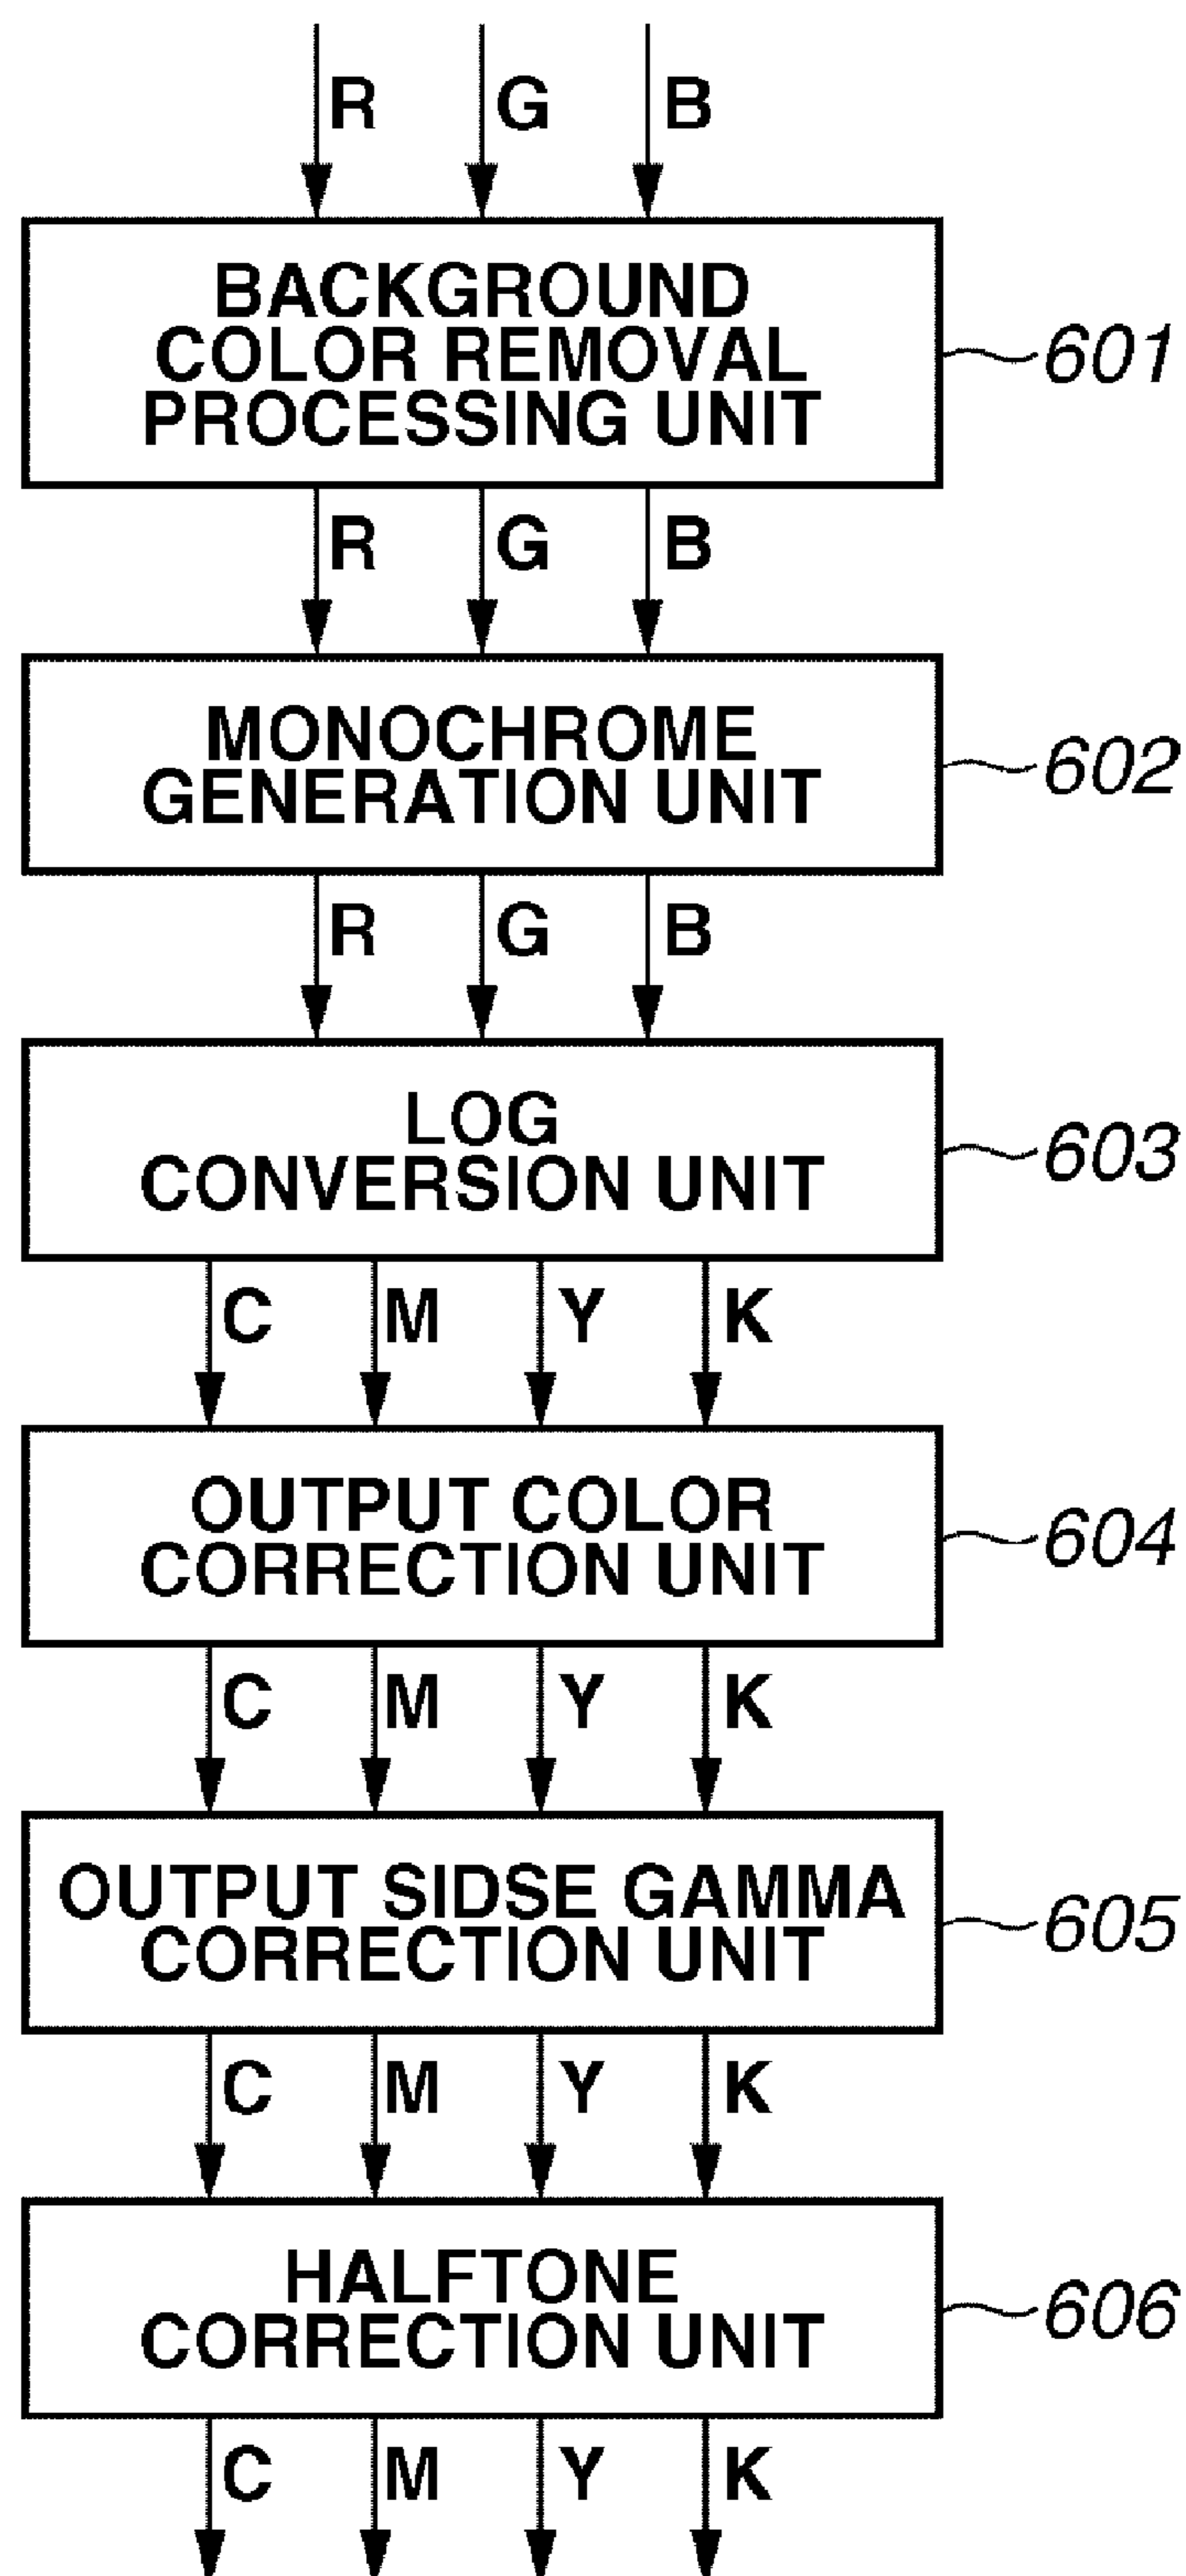 R G B
BACKGROUND
COLOR REMOVAL
PROCESSING UNIT
601
R G B
MONOCHROME
GENERATION UNIT
602
R G B
LOG
CONVERSION UNIT
603
C M Y K
OUTPUT COLOR
CORRECTION UNIT
604
C M Y K
OUTPUT SIDSE GAMMA
CORRECTION UNIT
605
C M Y K
HALFTONE
CORRECTION UNIT
606
C M Y K